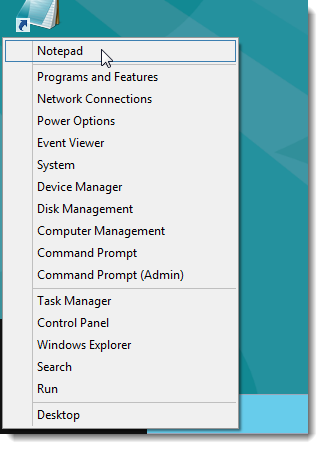 Notepad
Programs and Features
Network Connections
Power Options
Event Viewer
System
Device Manager
Disk Management
Computer Management
Command Prompt
Command Prompt (Admin)
Task Manager
Control Panel
Windows Explorer
Search
Run
Desktop